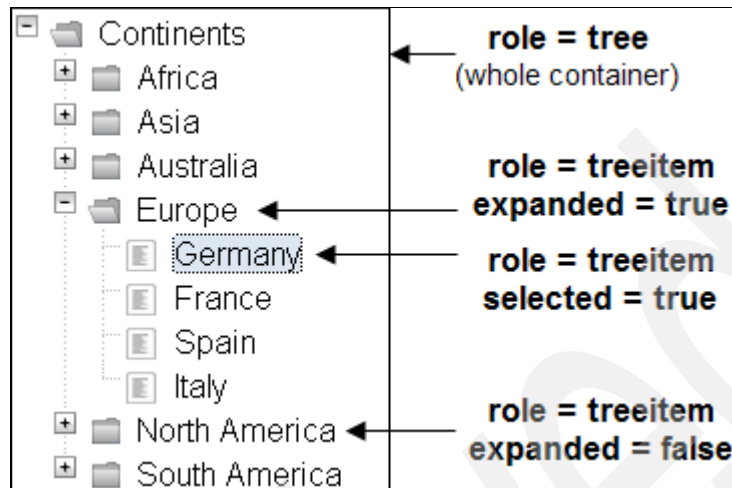 Continents
Africa
Asia
Australia
Europe
Germany
France
Spain
Italy
North America
South America
role = tree
(whole container)
role = treeitem
expanded = true
role = treeitem
selected = true
role = treeitem
expanded = false